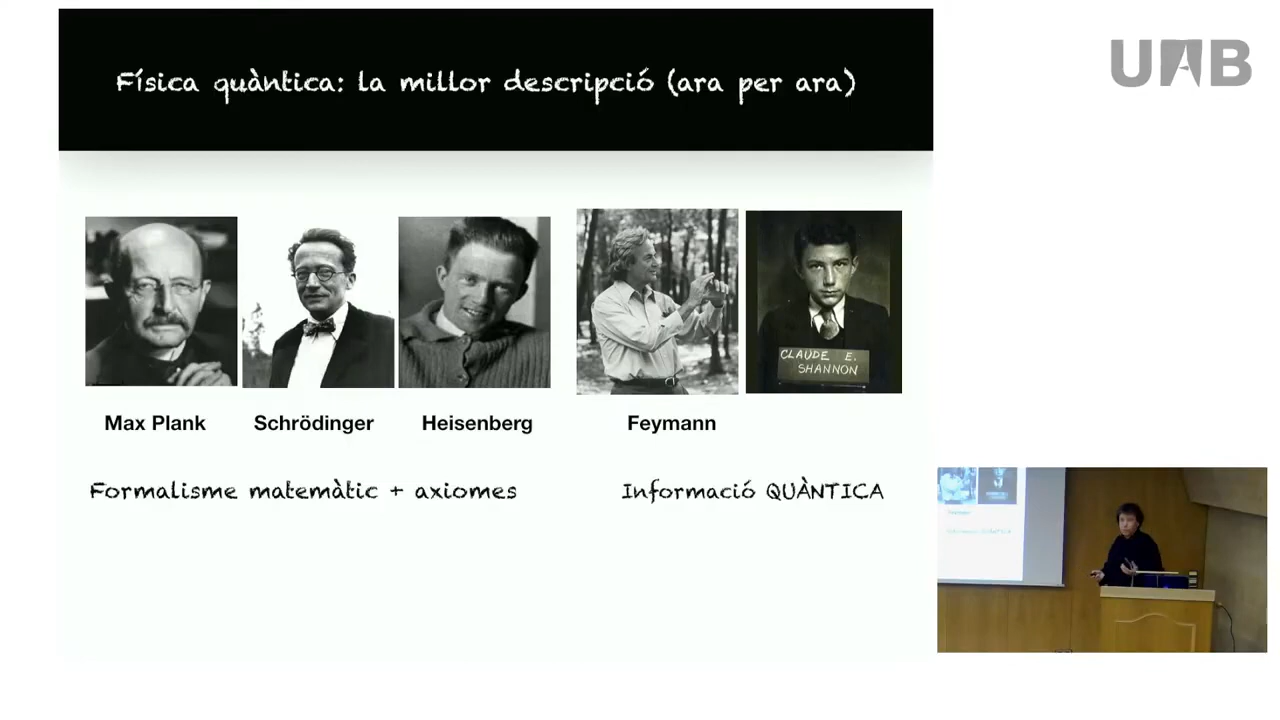 Física quàntica: la millor descripció (ara per ara)
UAB
CLAUDE E.
SHANNON
Max Plank
Schrödinger
Heisenberg
Feymann
Formalisme matemàtic + axiomes
Informació QUÀNTICA